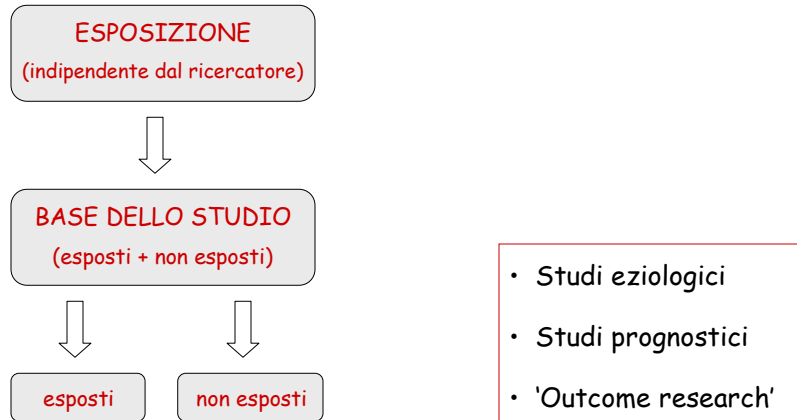 ESPOSIZIONE
(indipendente dal ricercatore)
BASE DELLO STUDIO
(esposti + non esposti)
esposti
non esposti
• Studi eziologici
• Studi prognostici
• ‘Outcome research’